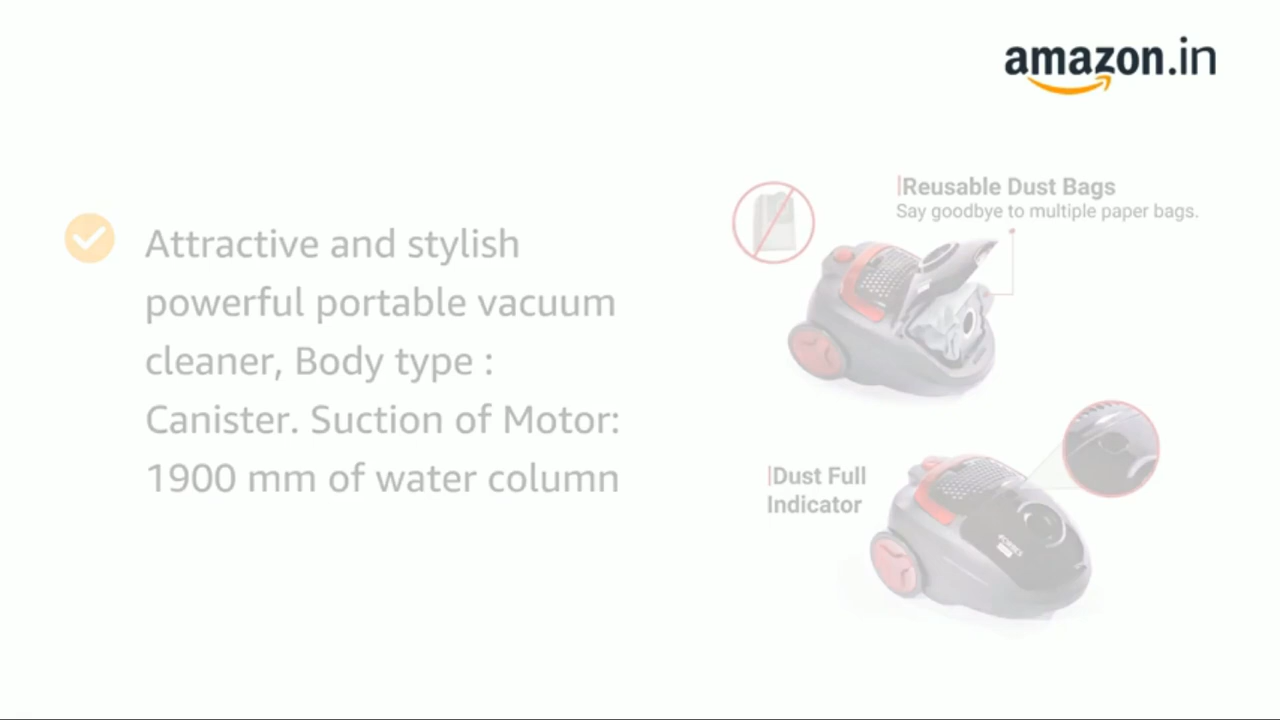 amazon.in
Attractive and stylish
powerful portable vacuum
cleaner, Body type :
Canister. Suction of Motor:
1900 mm of water column
Reusable Dust Bags
Say goodbye to multiple paper bags.
Dust Full
Indicator